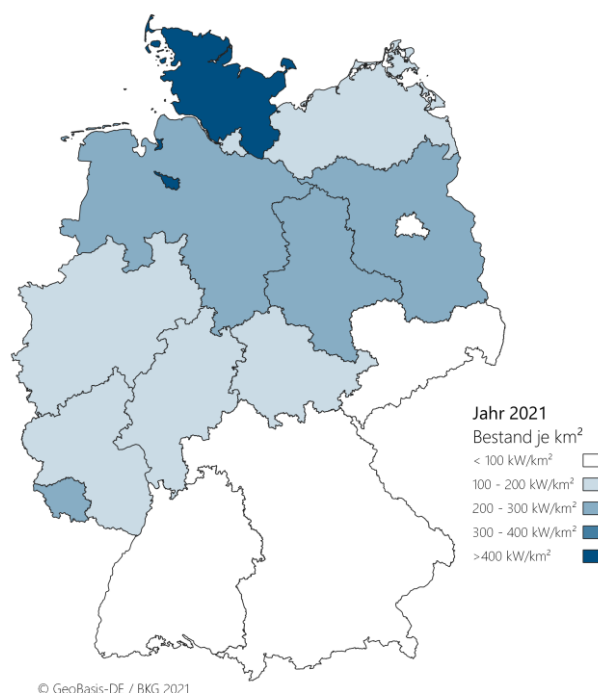 Jahr 2021
Bestand je km²
< 100 kW/km²
100 - 200 kW/km²
200 - 300 kW/km²
300 - 400 kW/km²
>400 kW/km²
© GeoBasis-DE / BKG 2021